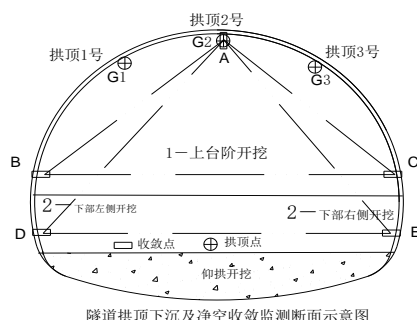 拱顶2号
拱顶1号
G2
拱顶3号
G1
A
G3
B
1－上台阶开挖
C
2－下部左侧开挖
2－下部右侧开挖
D
收敛点
拱顶点
E
仰拱开挖
隧道拱顶下沉及净空收敛监测断面示意图